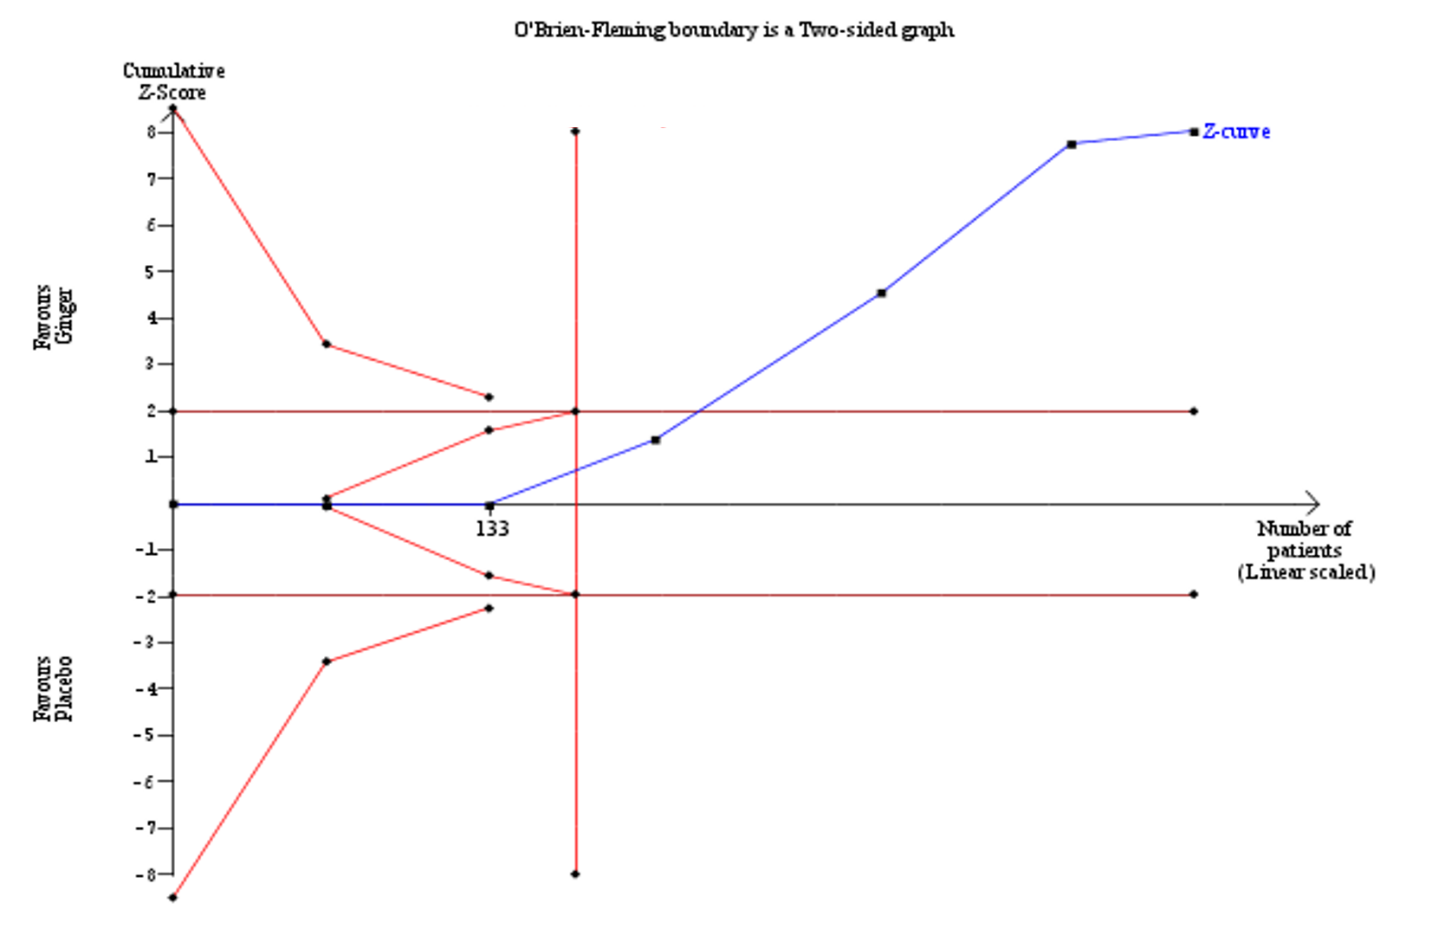 O'Brien-Fleming boundary is a Two-sided graph
Cumulative
Z-Score
8
7
6
5
4
3
2
1
-1
-2
-3
-4
-5
-6
-7
-8
Favours
Ginger
Favours
Placebo
Z-curve
133
Number of
patients
(Linear scaled)